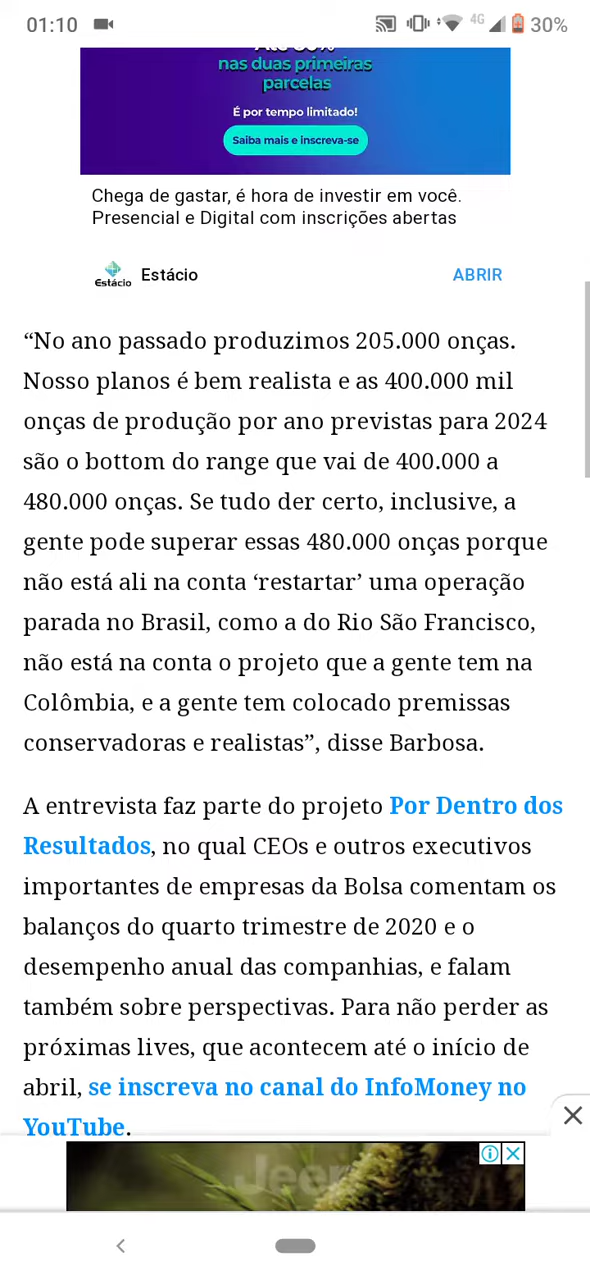 01:10
4G
30%
Até 80%
nas duas primeiras
parcelas
É por tempo limitado!
Saiba mais e inscreva-se
Chega de gastar, é hora de investir em você.
Presencial e Digital com inscrições abertas
Estácio
Estácio
ABRIR
“No ano passado produzimos 205.000 onças.
Nosso planos é bem realista e as 400.000 mil
onças de produção por ano previstas para 2024
são o bottom do range que vai de 400.000 a
480.000 onças. Se tudo der certo, inclusive, a
gente pode superar essas 480.000 onças porque
não está ali na conta ‘restartar’ uma operação
parada no Brasil, como a do Rio São Francisco,
não está na conta o projeto que a gente tem na
Colômbia, e a gente tem colocado premissas
conservadoras e realistas”, disse Barbosa.
A entrevista faz parte do projeto Por Dentro dos
Resultados, no qual CEOs e outros executivos
importantes de empresas da Bolsa comentam os
balanços do quarto trimestre de 2020 e o
desempenho anual das companhias, e falam
também sobre perspectivas. Para não perder as
próximas lives, que acontecem até o início de
abril, se inscreva no canal do InfoMoney no
YouTube.
Jeep